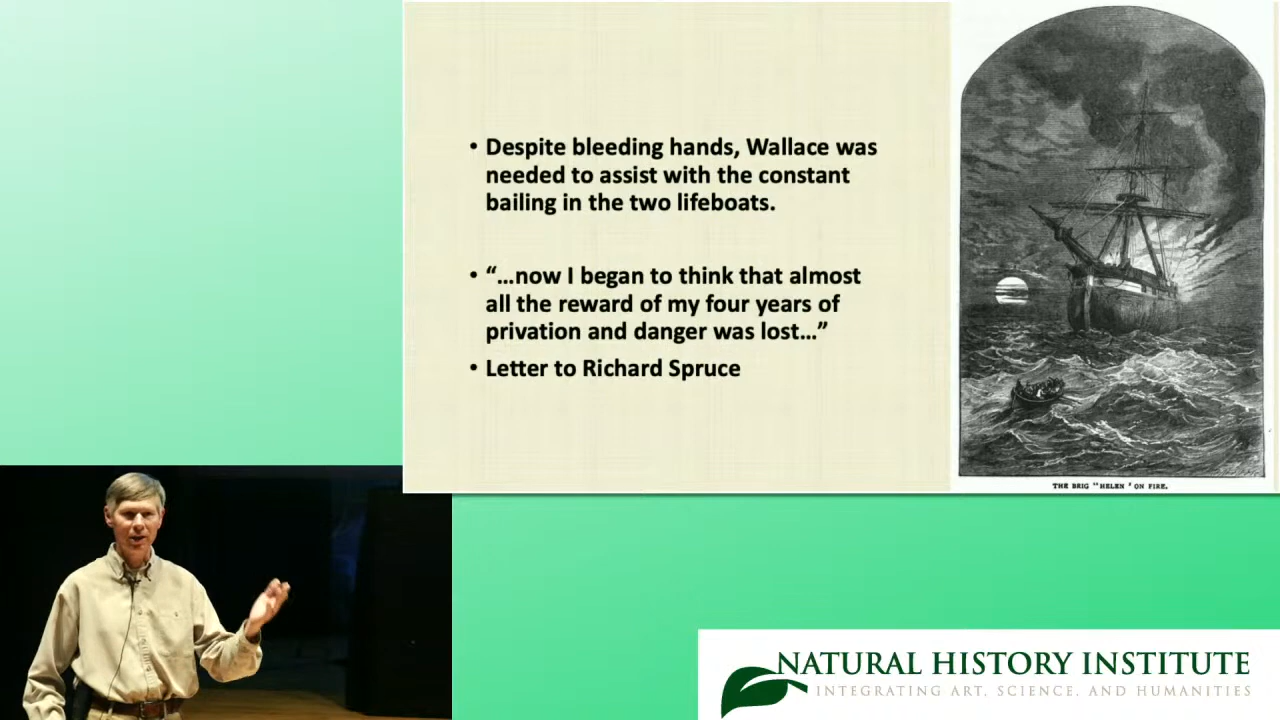 • Despite bleeding hands, Wallace was
needed to assist with the constant
bailing in the two lifeboats.
• “…now I began to think that almost
all the reward of my four years of
privation and danger was lost…”
• Letter to Richard Spruce
THE BRIG "HELEN ' ON FIRE.
NATURAL HISTORY INSTITUTE
INTEGRATING ART, SCIENCE, AND HUMANITIES